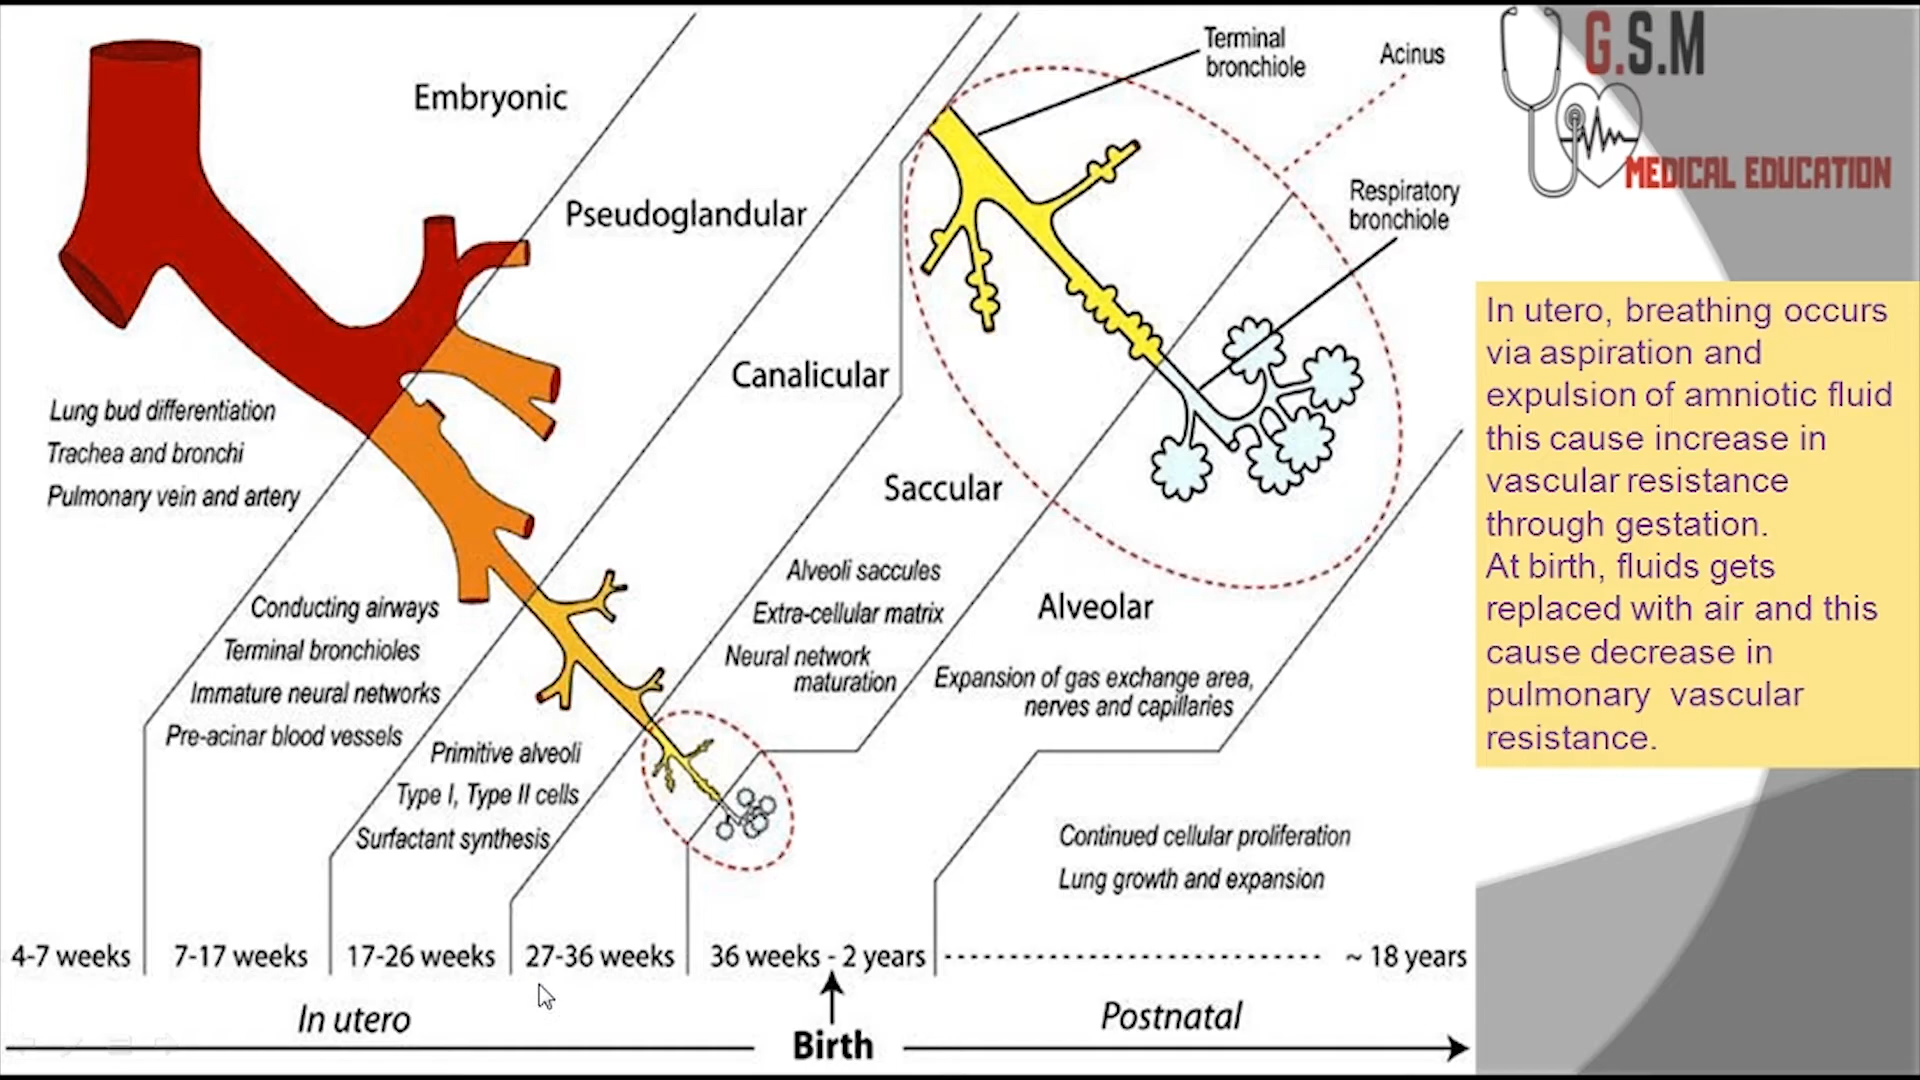 Embryonic
Pseudoglandular
Canalicular
Saccular
Alveolar
Terminal
bronchiole
Acinus
Respiratory
bronchiole
G.S.M
MEDICAL EDUCATION
Lung bud differentiation
Trachea and bronchi
Pulmonary vein and artery
Conducting airways
Terminal bronchioles
Immature neural networks
Pre-acinar blood vessels
Primitive alveoli
Type I, Type II cells
Surfactant synthesis
Alveoli saccules
Extra-cellular matrix
Neural network
maturation
Expansion of gas exchange area,
nerves and capillaries
Continued cellular proliferation
Lung growth and expansion
4-7 weeks
7-17 weeks
17-26 weeks
27-36 weeks
36 weeks - 2 years
~ 18 years
In utero
Birth
Postnatal
In utero, breathing occurs
via aspiration and
expulsion of amniotic fluid
this cause increase in
vascular resistance
through gestation.
At birth, fluids gets
replaced with air and this
cause decrease in
pulmonary vascular
resistance.